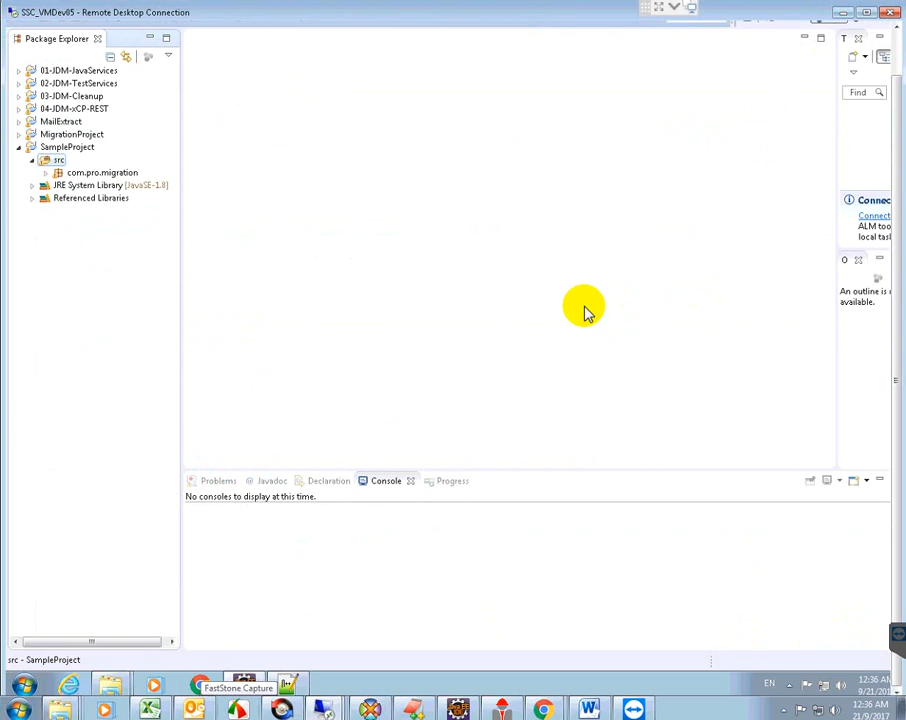 SSC_VMDev05 - Remote Desktop Connection
Package Explorer
T
01-JDM-JavaServices
02-JDM-TestServices
03-JDM-Cleanup
04-JDM-xCP-REST
MailExtract
MigrationProject
SampleProject
src
com.pro.migration
JRE System Library [JavaSE-1.8]
Referenced Libraries
Find
Connec
Connect
ALM too
local tas
O
An outline is
available.
Problems
@ Javadoc
Declaration
Console
Progress
No consoles to display at this time.
src - SampleProject
FastStone Capture
EN
12:36 AM
9/21/2017
12:36 AM
21/9/2017